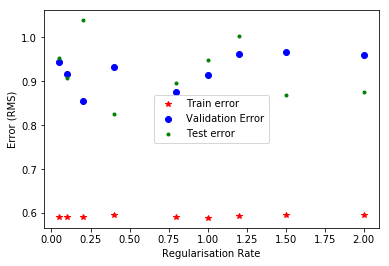 1.0
0.9
0.8
0.7
0.6
Error (RMS)
Train error
Validation Error
Test error
0.00 0.25 0.50 0.75 1.00 1.25 1.50 1.75 2.00
Regularisation Rate